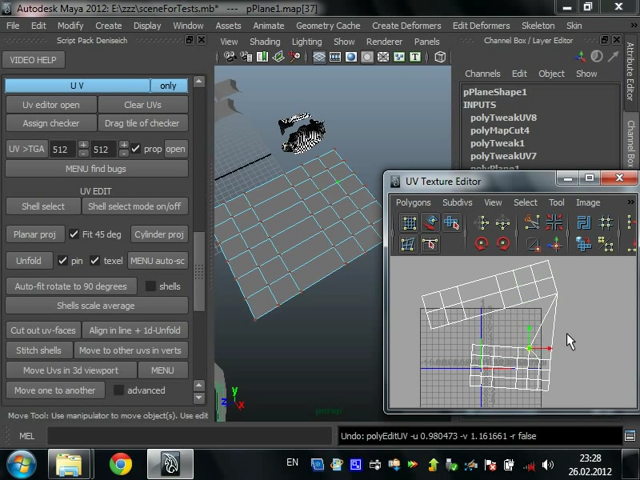 Autodesk Maya 2012: E:\zzz\sceneForTests.mb* - pPlane1.map[37]
File Edit Modify Create Display Window Assets Animate Geometry Cache Edit Deformers Skeleton Skin
Script Pack Deniseich
View Shading Lighting Show Renderer Panels
Channel Box / Layer Editor
VIDEO HELP
Channels Edit Object Show
Attribute Editor
Channel Box
U V
only
Uv editor open
Clear UVs
Assign checker
Drag tile of checker
UV >TGA
512
512
prop
open
MENU find bugs
UV EDIT
Shell select
Shell select mode on/off
Planar proj
Fit 45 deg
Cylinder proj
Unfold
pin
texel
MENU auto-sc
Auto-fit rotate to 90 degrees
shells
Shells scale average
Cut out uv-faces
Align in line + 1d-Unfold
Stitch shells
Move to other uvs in verts
Move Uvs in 3d viewport
MENU
Move one to another
advanced
pPlaneShape1
INPUTS
polyTweakUV8
polyMapCut4
polyTweak1
polyTweakUV7
UV Texture Editor
Polygons Subdivs View Select Tool Image
persp
y
z
x
Move Tool: Use manipulator to move object(s). Use edit
MEL
Undo: polyEditUV -u 0.980473 -v 1.161661 -r false
EN
23:28
26.02.2012